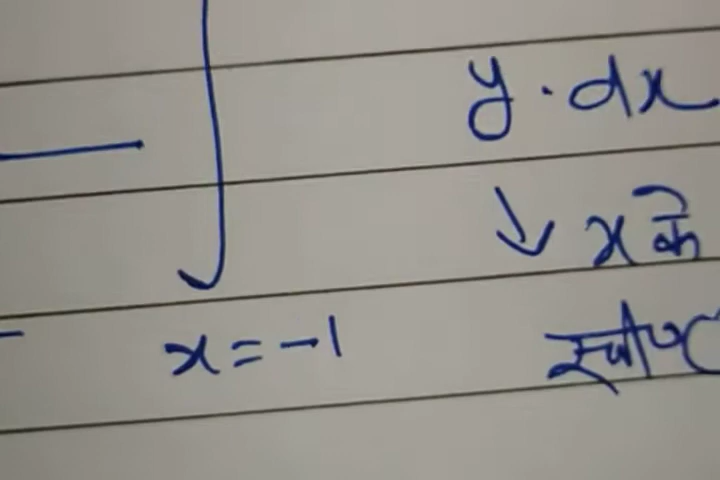 — ∫ y · dx
↓ x के
x = -1